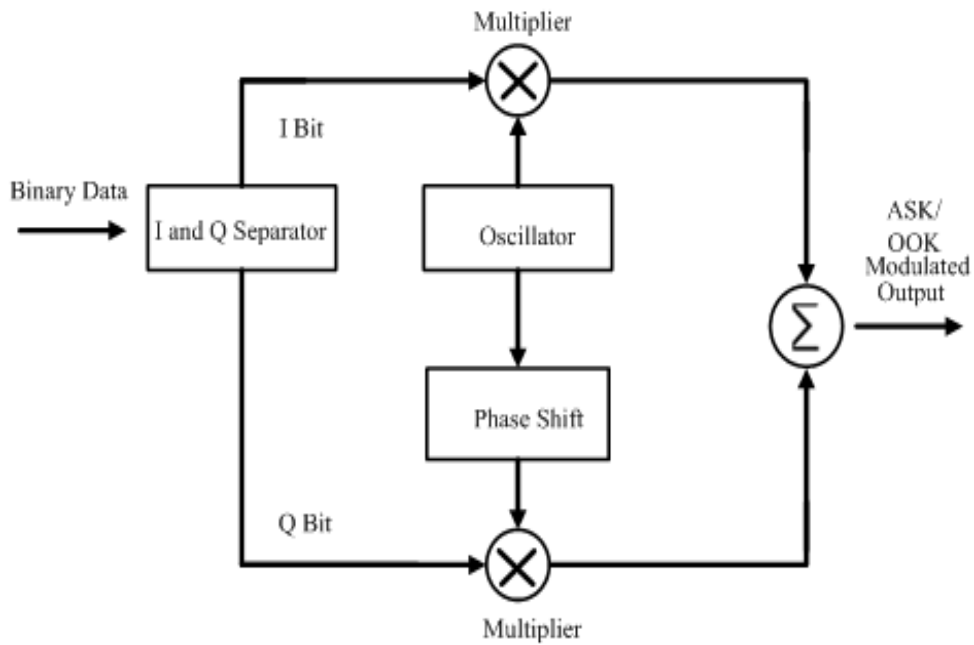 Multiplier
I Bit
Binary Data
I and Q Separator
Oscillator
ASK/
OOK
Modulated
Output
Σ
Phase Shift
Q Bit
Multiplier